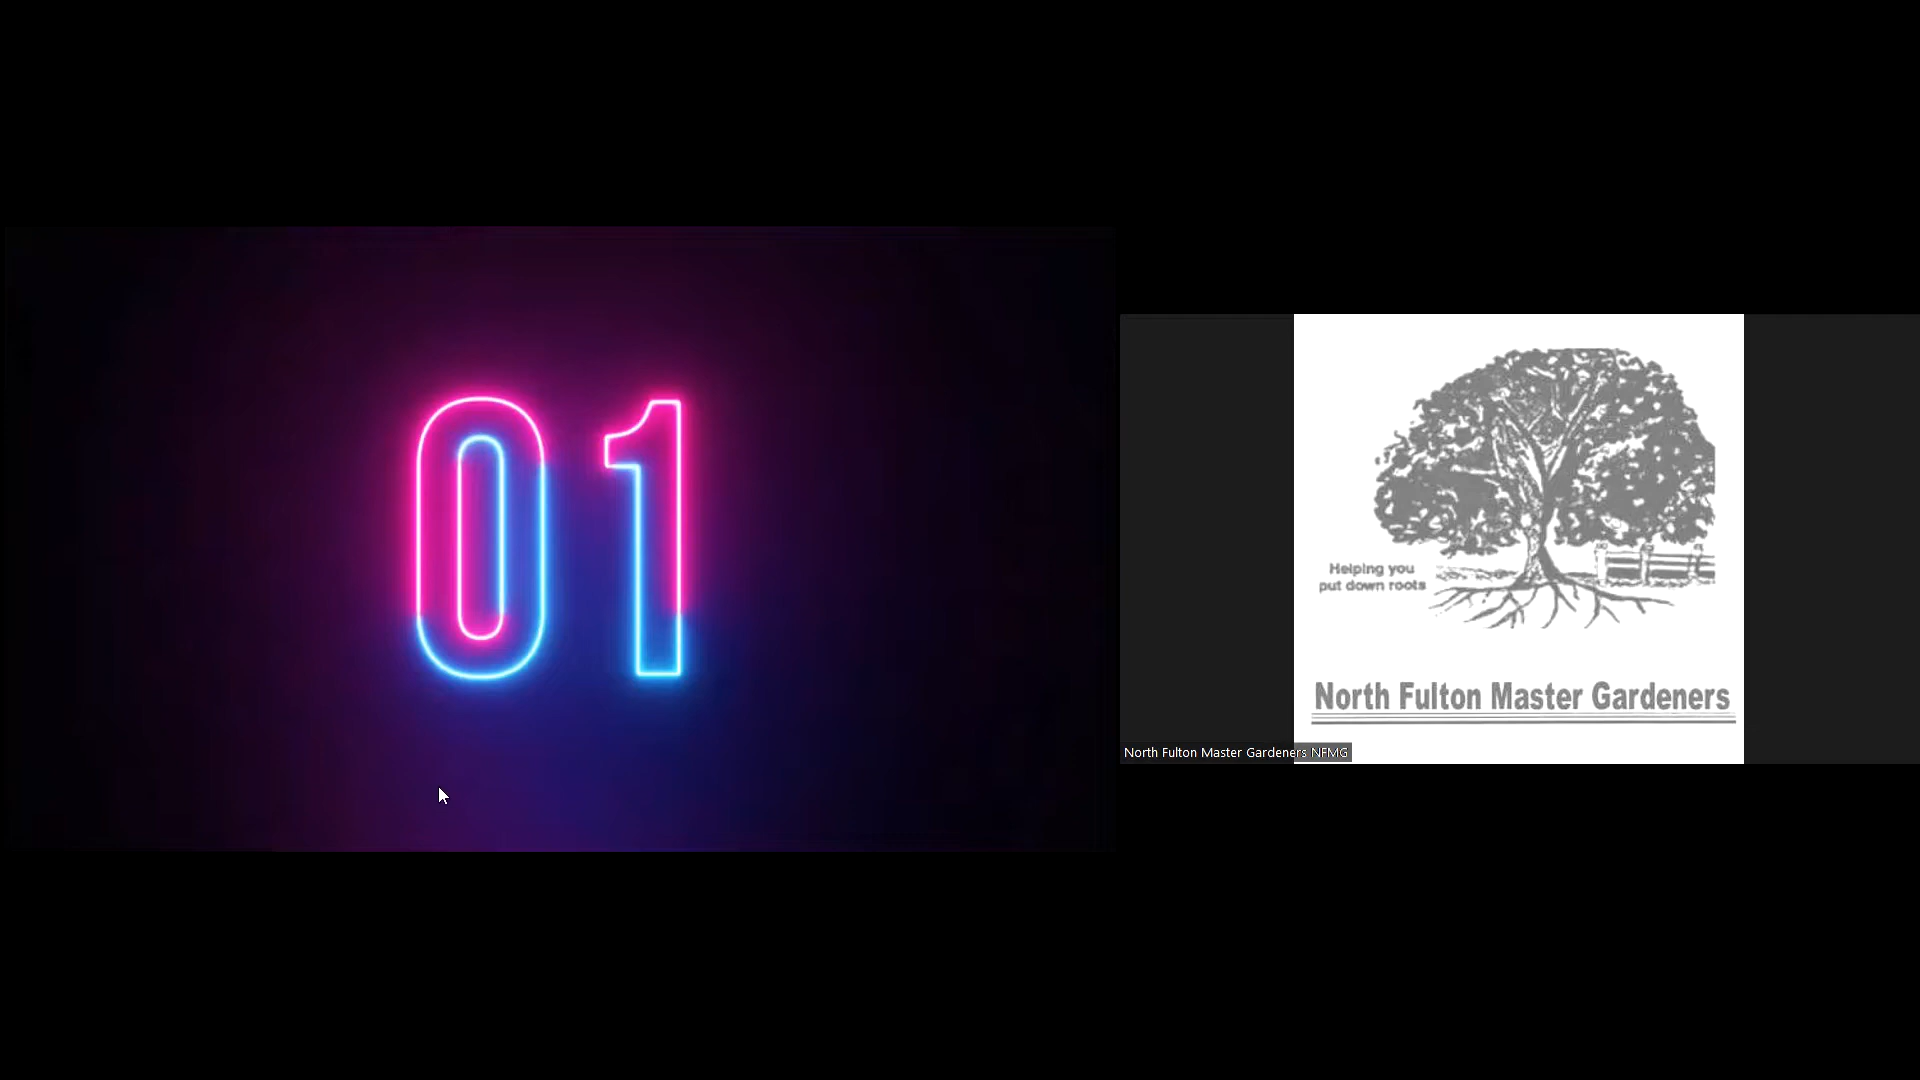 01
Helping you
put down roots
North Fulton Master Gardeners
North Fulton Master Gardeners NFMG